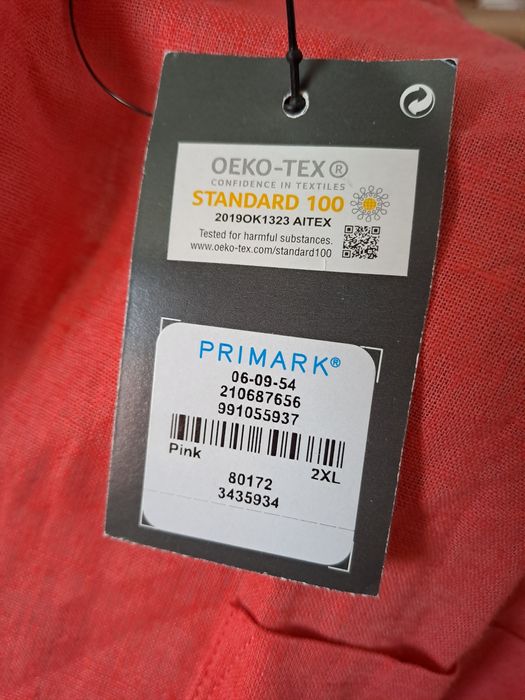 OEKO-TEX®
CONFIDENCE IN TEXTILES
STANDARD 100
2019OK1323 AITEX
Tested for harmful substances.
www.oeko-tex.com/standard100
PRIMARK®
06-09-54
210687656
991055937
Pink 2XL
80172
3435934